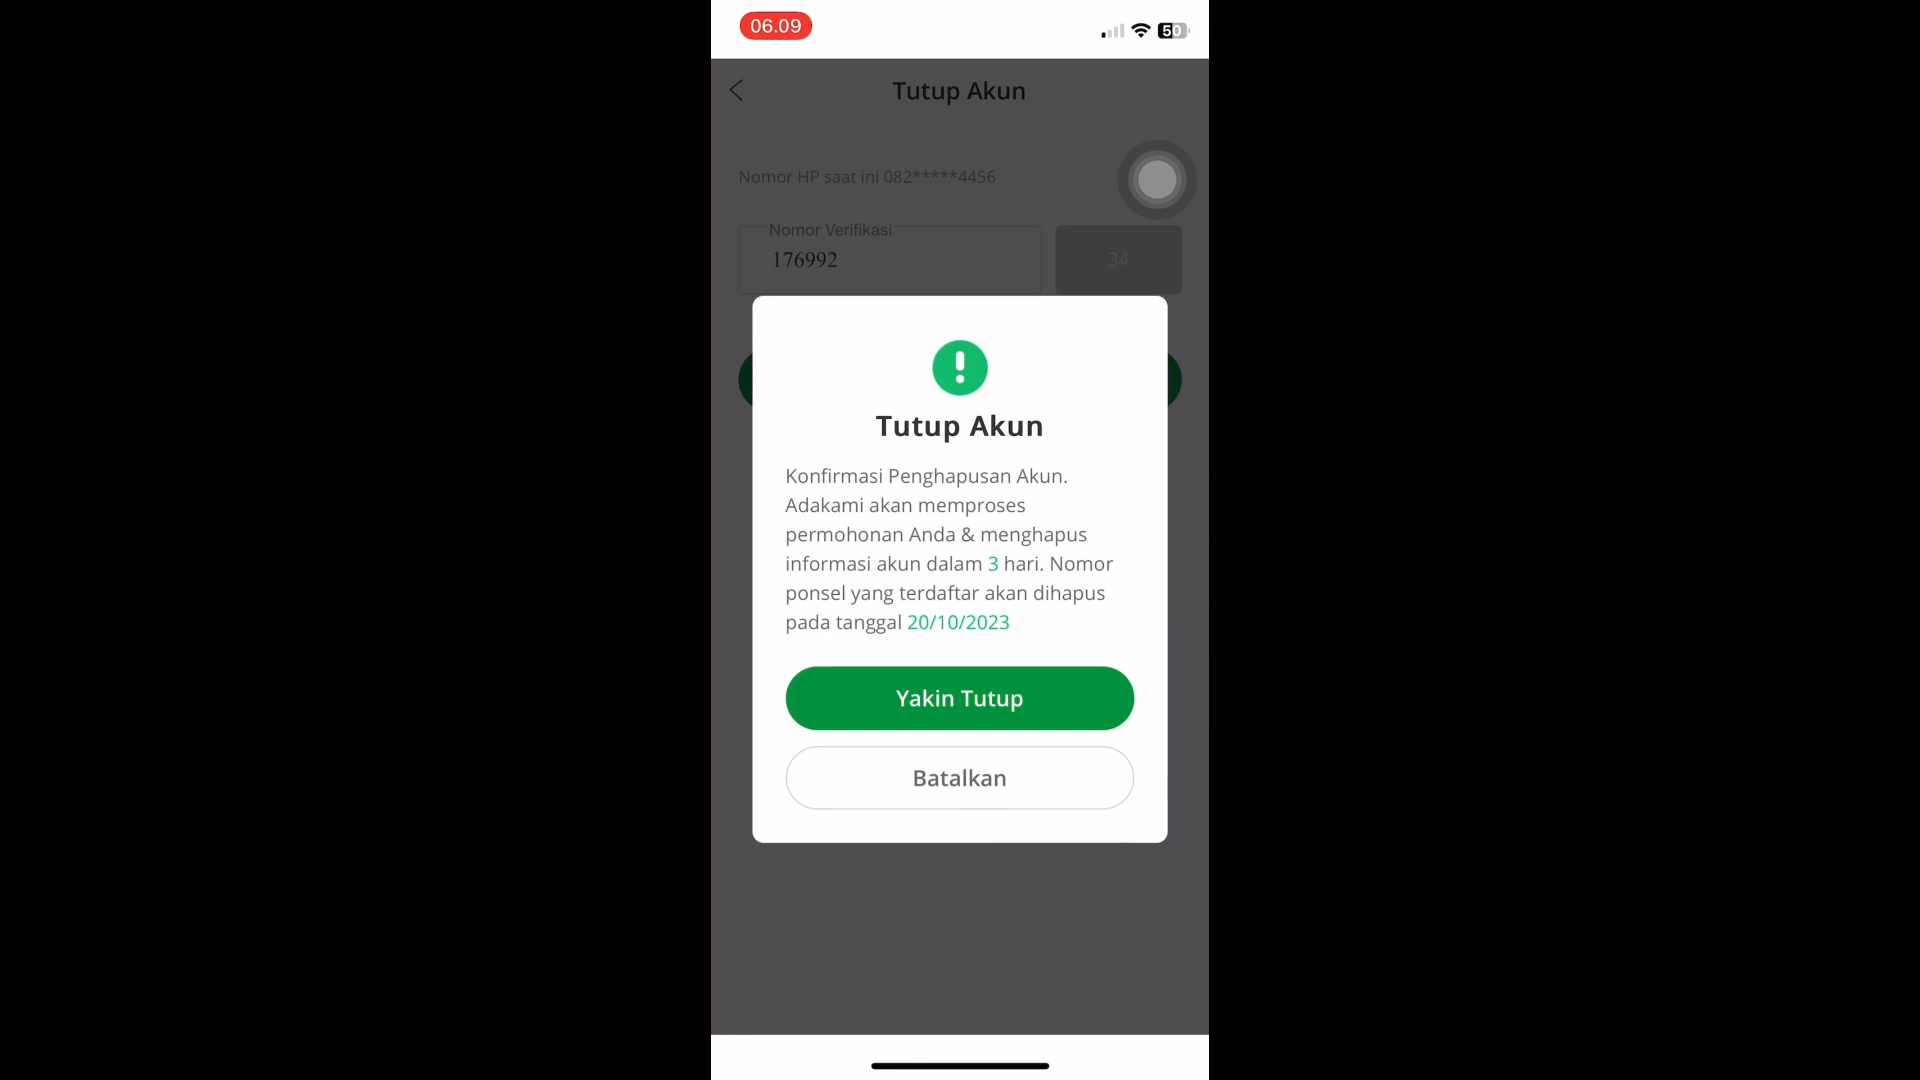 06.09
50
Tutup Akun
Nomor HP saat ini 082*****4456
Nomor Verifikasi
176992
34
Tutup Akun
Konfirmasi Penghapusan Akun.
Adakami akan memproses
permohonan Anda & menghapus
informasi akun dalam 3 hari. Nomor
ponsel yang terdaftar akan dihapus
pada tanggal 20/10/2023
Yakin Tutup
Batalkan